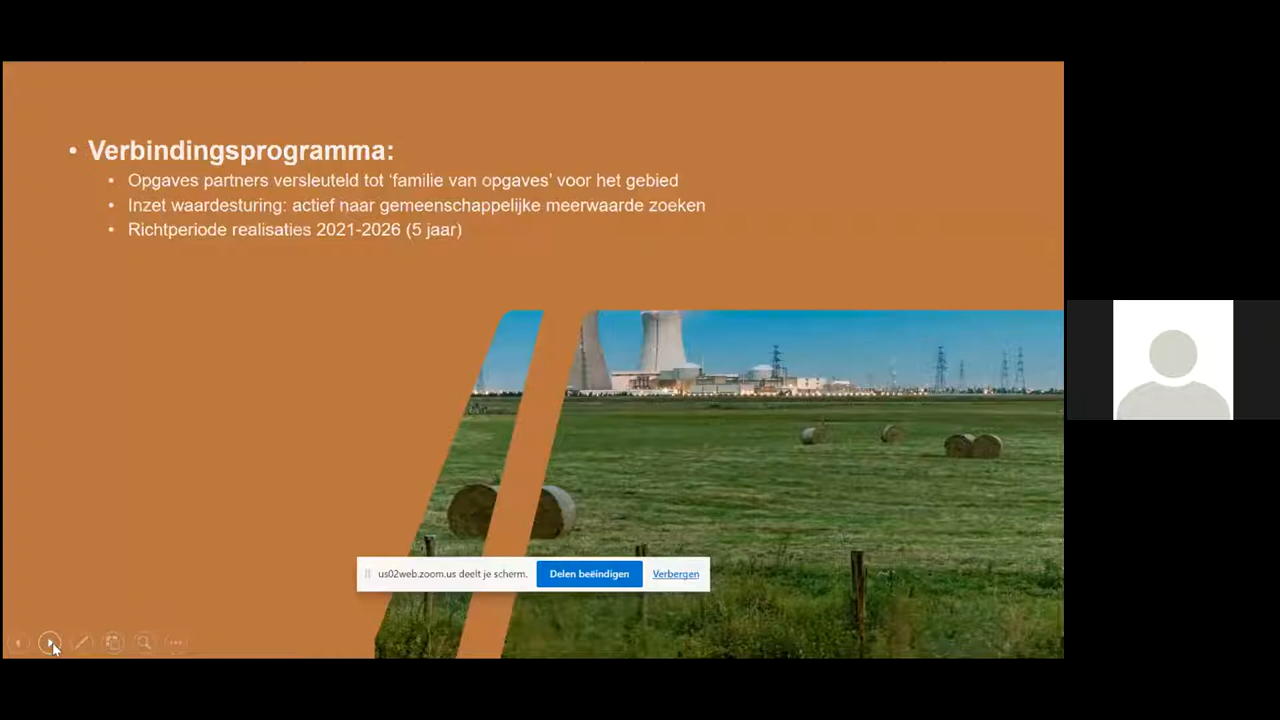 • Verbindingsprogramma:
• Opgaves partners versleuteld tot ‘familie van opgaves’ voor het gebied
• Inzet waardesturing: actief naar gemeenschappelijke meerwaarde zoeken
• Richtperiode realisaties 2021-2026 (5 jaar)
us02web.zoom.us deelt je scherm. Delen beëindigen Verbergen